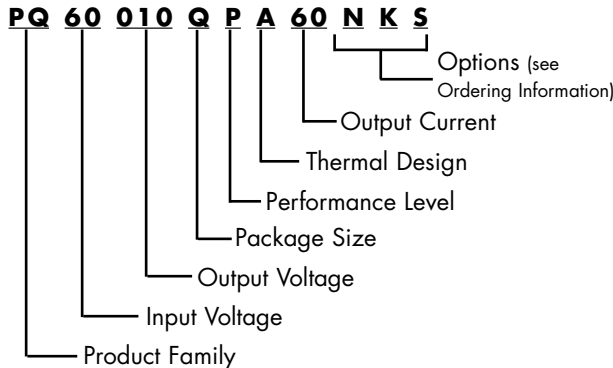 PQ 60 010 Q P A 60 N K S
Options (see
Ordering Information)
Output Current
Thermal Design
Performance Level
Package Size
Output Voltage
Input Voltage
Product Family